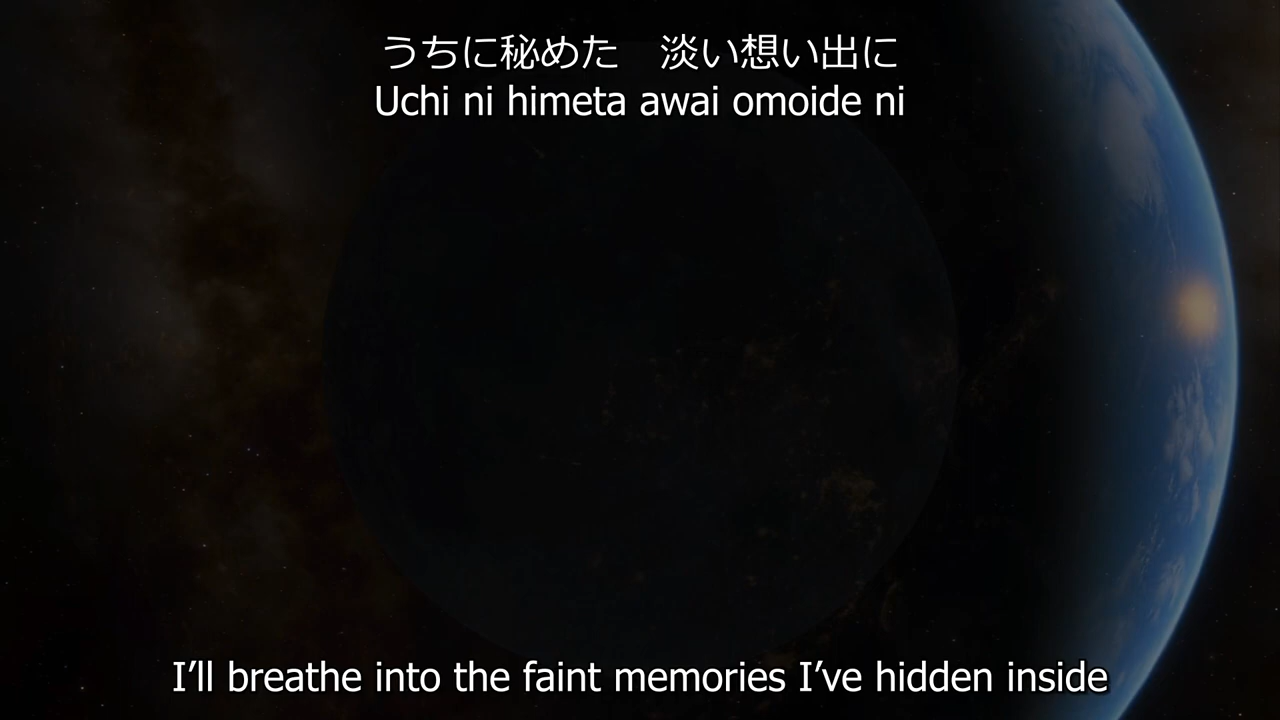 うちに秘めた　淡い想い出に
Uchi ni himeta awai omoide ni
I’ll breathe into the faint memories I’ve hidden inside